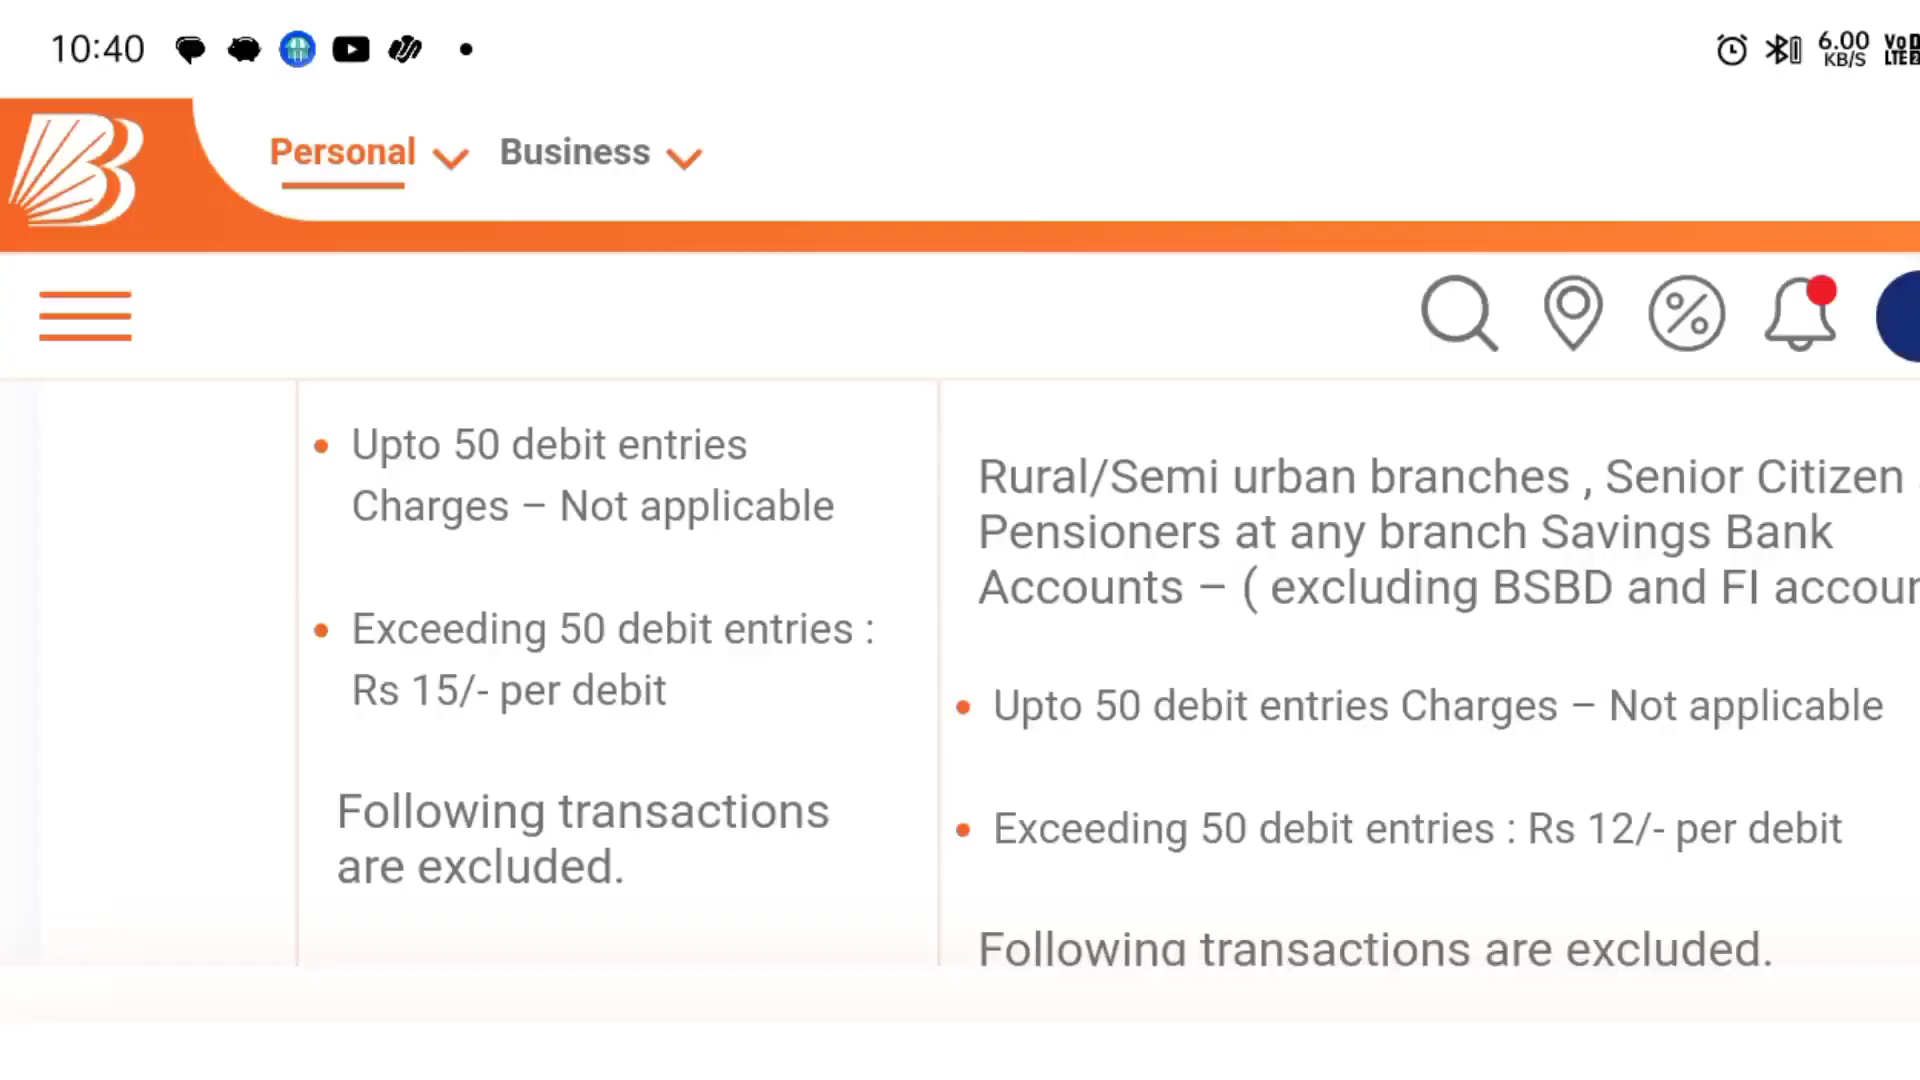 10:40
6.00
KB/S
Personal
Business
Upto 50 debit entries
Charges – Not applicable
Exceeding 50 debit entries :
Rs 15/- per debit
Following transactions
are excluded.
Rural/Semi urban branches , Senior Citizen
Pensioners at any branch Savings Bank
Accounts – ( excluding BSBD and FI
Upto 50 debit entries Charges – Not applicable
Exceeding 50 debit entries : Rs 12/- per debit
Following transactions are excluded.